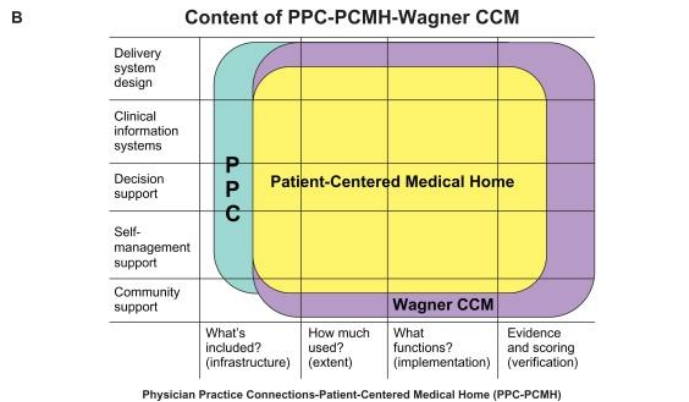 B
Content of PPC-PCMH-Wagner CCM
Delivery
system
design
Clinical
information
systems
Decision
support
Self-
management
support
Community
support
P
P
C
Patient-Centered Medical Home
Wagner CCM
What's
included?
(infrastructure)
How much
used?
(extent)
What
functions?
(implementation)
Evidence
and scoring
(verification)
Physician Practice Connections-Patient-Centered Medical Home (PPC-PCMH)